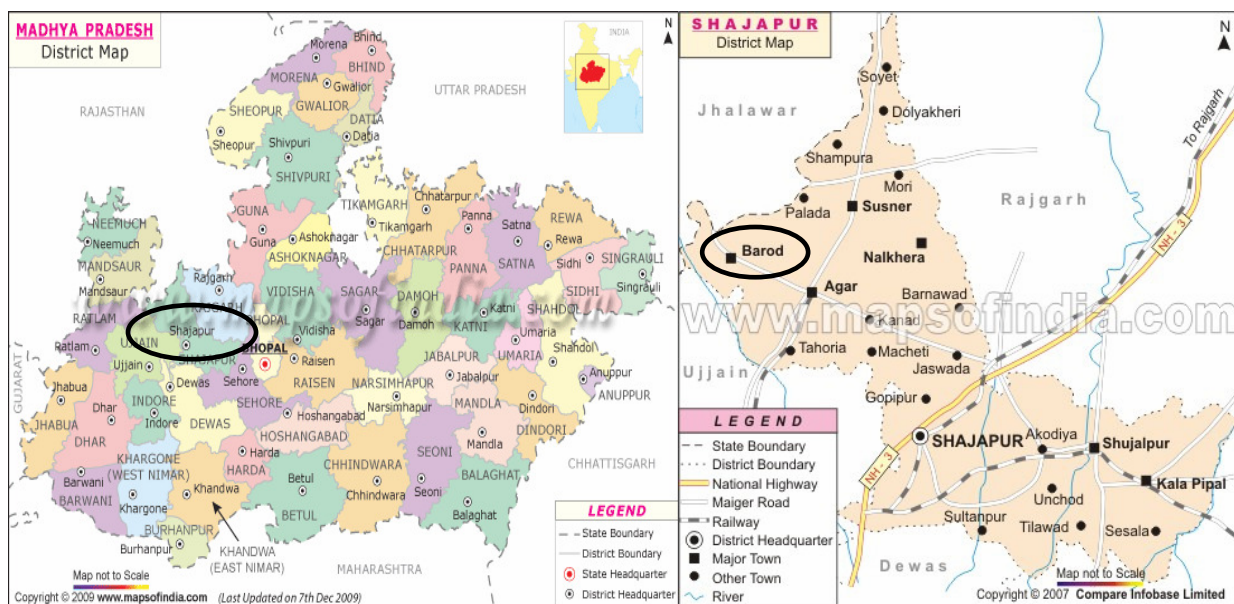 MADHYA PRADESH
District Map
N
INDIA
RAJASTHAN
UTTAR PRADESH
Morena
Bhind
MORENA
BHIND
Gwalior
GWALIOR
SHEOPUR
Sheopur
DATIA
Datia
Shivpuri
SHIVPURI
TIKAMGARH
Tikamgarh
Chhatarpur
CHHATARPUR
Panna
PANNA
Satna
SATNA
REWA
Rewa
Sidhi
SIDHI
SINGRAULI
Singrauli
NEEMUCH
Neemuch
MANDSAUR
Mandsaur
GUNA
Guna
Ashoknagar
ASHOKNAGAR
Rajgarh
VIDISHA
Vidisha
SAGAR
Sagar
DAMOH
Damoh
Katni
KATNI
SHAHDOL
Shahdol
Umaria
UMARIA
RATLAM
Ratlam
UJJAIN
Ujjain
Shajapur
BHOPAL
BHOPAL
Raisen
RAISEN
Sehore
SEHORE
Dewas
DEWAS
JABALPUR
Jabalpur
NARSIMHAPUR
Narsimhapur
Anuppur
ANUPPUR
GUJARAT
Jhabua
JHABUA
Dhar
DHAR
INDORE
Indore
Hoshangabad
HOSHANGABAD
MANDLA
Mandla
Dindori
DINDORI
Harda
HARDA
SEONI
Seoni
CHHINDWARA
Chhindwara
BALAGHAT
Balaghat
CHHATTISGARH
KHARGONE
(WEST NIMAR)
Khargone
Barwani
BARWANI
Khandwa
KHANDWA
(EAST NIMAR)
Betul
BETUL
BURHANPUR
Burhanpur
MAHARASHTRA
LEGEND
State Boundary
District Boundary
State Headquarter
District Headquarter
Map not to Scale
Copyright © 2009 www.mapsofindia.com (Last Updated on 7th Dec 2009)
SHAJAPUR
District Map
N
Jhalawar
Soyet
Dolyakheri
Shampura
Mori
Palada
Susner
Rajgarh
To Rajgarh
NH - 3
Barod
Nalkhera
Agar
Barnawad
Kanad
www.mapsofindia.com
Tahoria
Macheti
Jaswada
Ujjain
Gopipur
SHAJAPUR
Akodiya
Shujalpur
NH - 3
Kala Pipal
Unchod
Sultanpur
Tilawad
Sesala
Dewas
LEGEND
State Boundary
District Boundary
National Highway
Maiger Road
Railway
District Headquarter
Major Town
Other Town
River
Map not to Scale
Copyright © 2007 Compare Infobase Limited